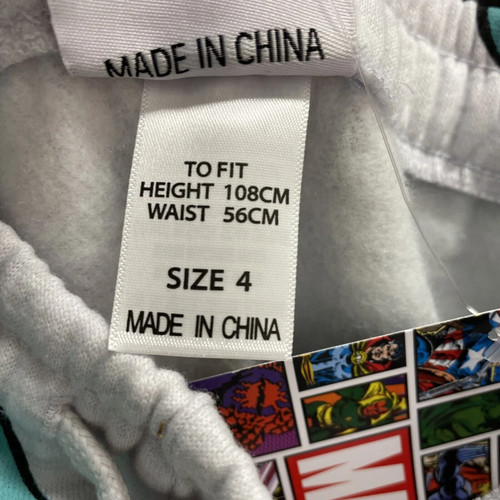 MADE IN CHINA
TO FIT
HEIGHT 108CM
WAIST 56CM
SIZE 4
MADE IN CHINA